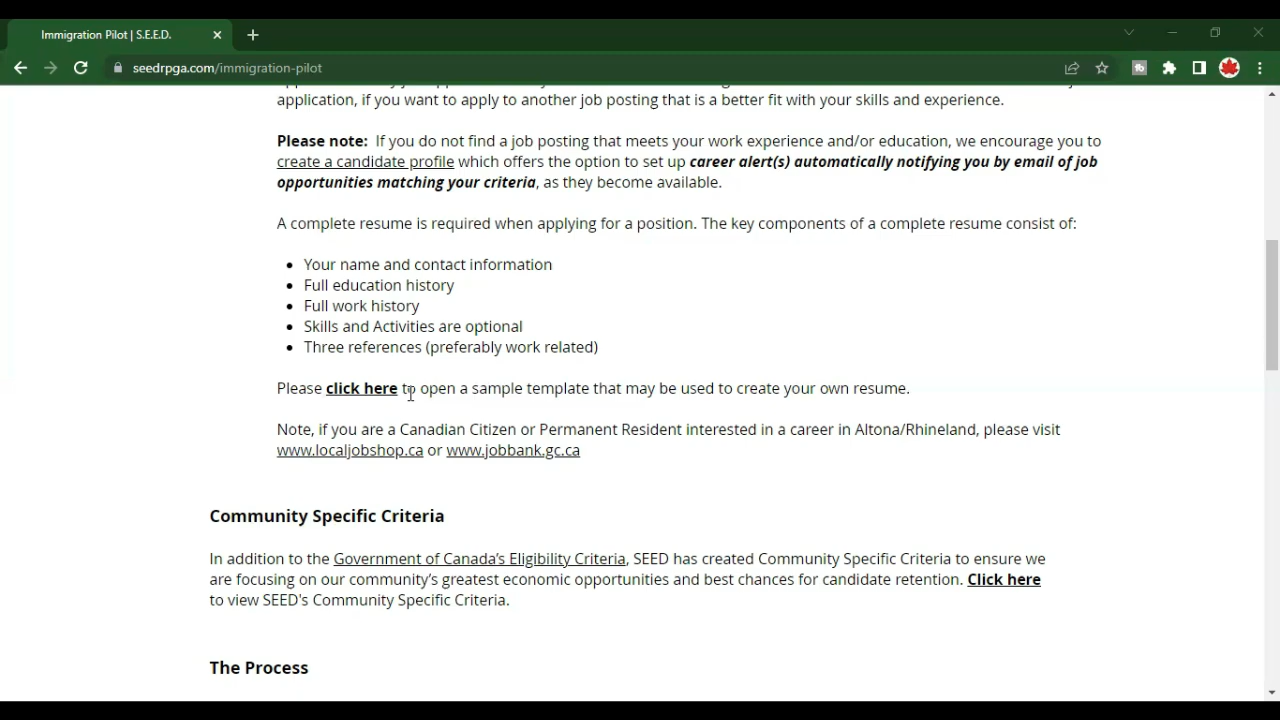 Immigration Pilot | S.E.E.D.
seedrpga.com/immigration-pilot
application, if you want to apply to another job posting that is a better fit with your skills and experience.
Please note: If you do not find a job posting that meets your work experience and/or education, we encourage you to
create a candidate profile which offers the option to set up career alert(s) automatically notifying you by email of job
opportunities matching your criteria, as they become available.
A complete resume is required when applying for a position. The key components of a complete resume consist of:
• Your name and contact information
• Full education history
• Full work history
• Skills and Activities are optional
• Three references (preferably work related)
Please click here to open a sample template that may be used to create your own resume.
Note, if you are a Canadian Citizen or Permanent Resident interested in a career in Altona/Rhineland, please visit
www.localjobshop.ca or www.jobbank.gc.ca
Community Specific Criteria
In addition to the Government of Canada's Eligibility Criteria, SEED has created Community Specific Criteria to ensure we
are focusing on our community's greatest economic opportunities and best chances for candidate retention. Click here
to view SEED's Community Specific Criteria.
The Process